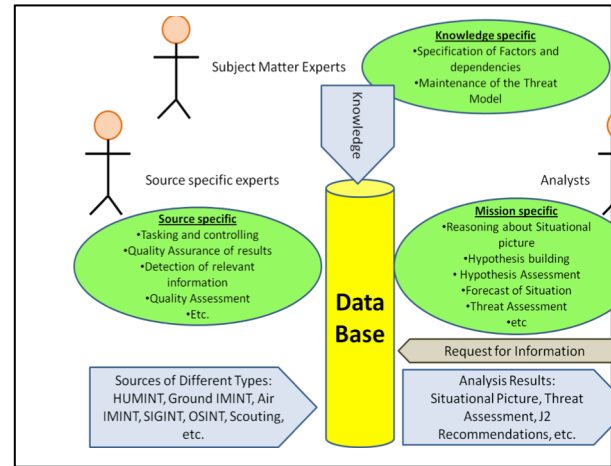 Knowledge specific
•Specification of Factors and
dependencies
•Maintenance of the Threat
Model
Subject Matter Experts
Knowledge
Source specific experts
Analysts
Source specific
•Tasking and controlling
•Quality Assurance of results
•Detection of relevant
information
•Quality Assessment
•Etc.
Mission specific
•Reasoning about Situational
picture
•Hypothesis building
•Hypothesis Assessment
•Forecast of Situation
•Threat Assessment
•etc
Data
Base
Request for Information
Sources of Different Types:
HUMINT, Ground IMINT, Air
IMINT, SIGINT, OSINT, Scouting,
etc.
Analysis Results:
Situational Picture, Threat
Assessment, J2
Recommendations, etc.